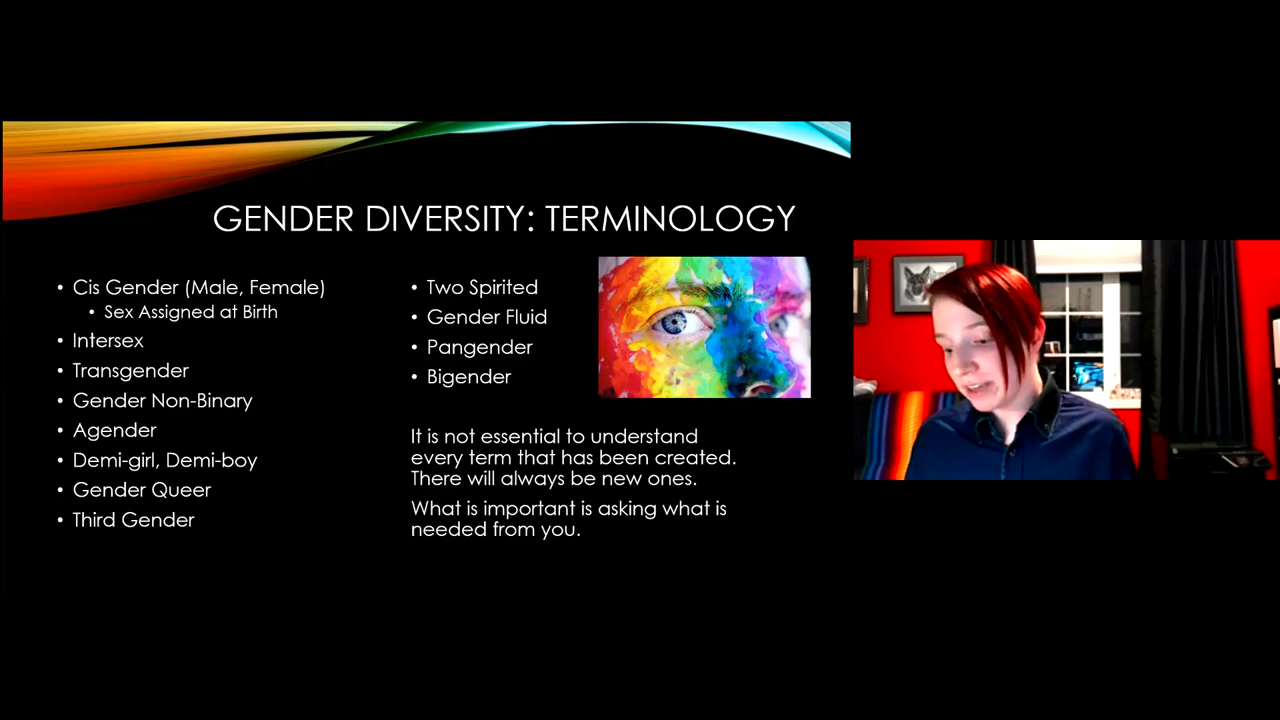 GENDER DIVERSITY: TERMINOLOGY
• Cis Gender (Male, Female)
• Sex Assigned at Birth
• Intersex
• Transgender
• Gender Non-Binary
• Agender
• Demi-girl, Demi-boy
• Gender Queer
• Third Gender
• Two Spirited
• Gender Fluid
• Pangender
• Bigender
It is not essential to understand
every term that has been created.
There will always be new ones.
What is important is asking what is
needed from you.